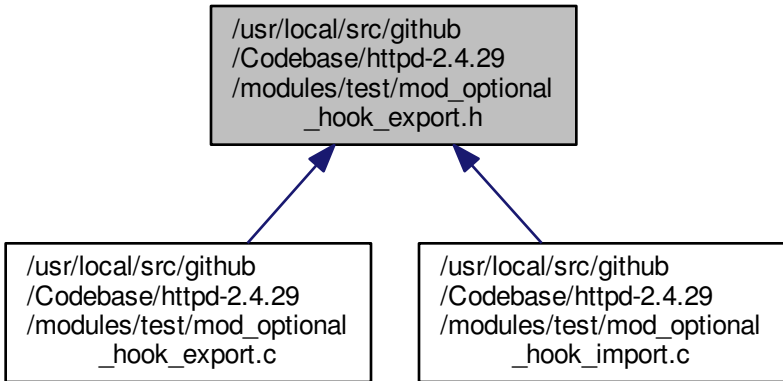 /usr/local/src/github
/Codebase/httpd-2.4.29
/modules/test/mod_optional
_hook_export.h
/usr/local/src/github
/Codebase/httpd-2.4.29
/modules/test/mod_optional
_hook_export.c
/usr/local/src/github
/Codebase/httpd-2.4.29
/modules/test/mod_optional
_hook_import.c